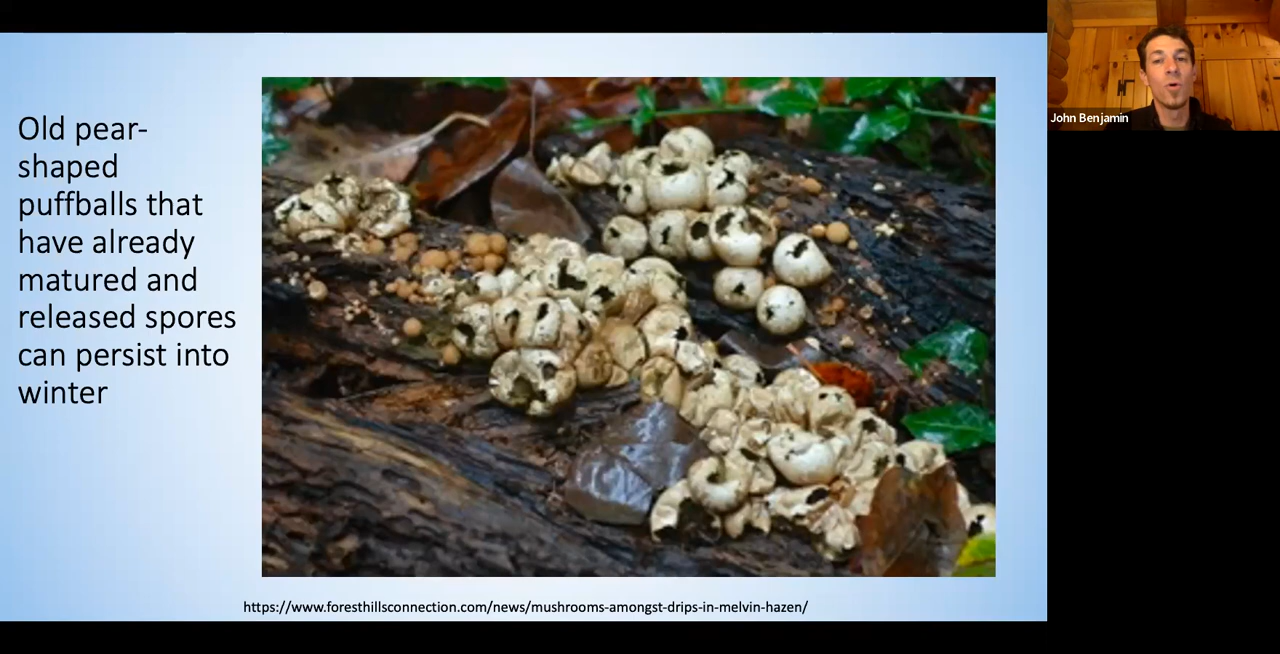 Old pear-
shaped
puffballs that
have already
matured and
released spores
can persist into
winter
https://www.foresthillsconnection.com/news/mushrooms-amongst-drips-in-melvin-hazen/
John Benjamin